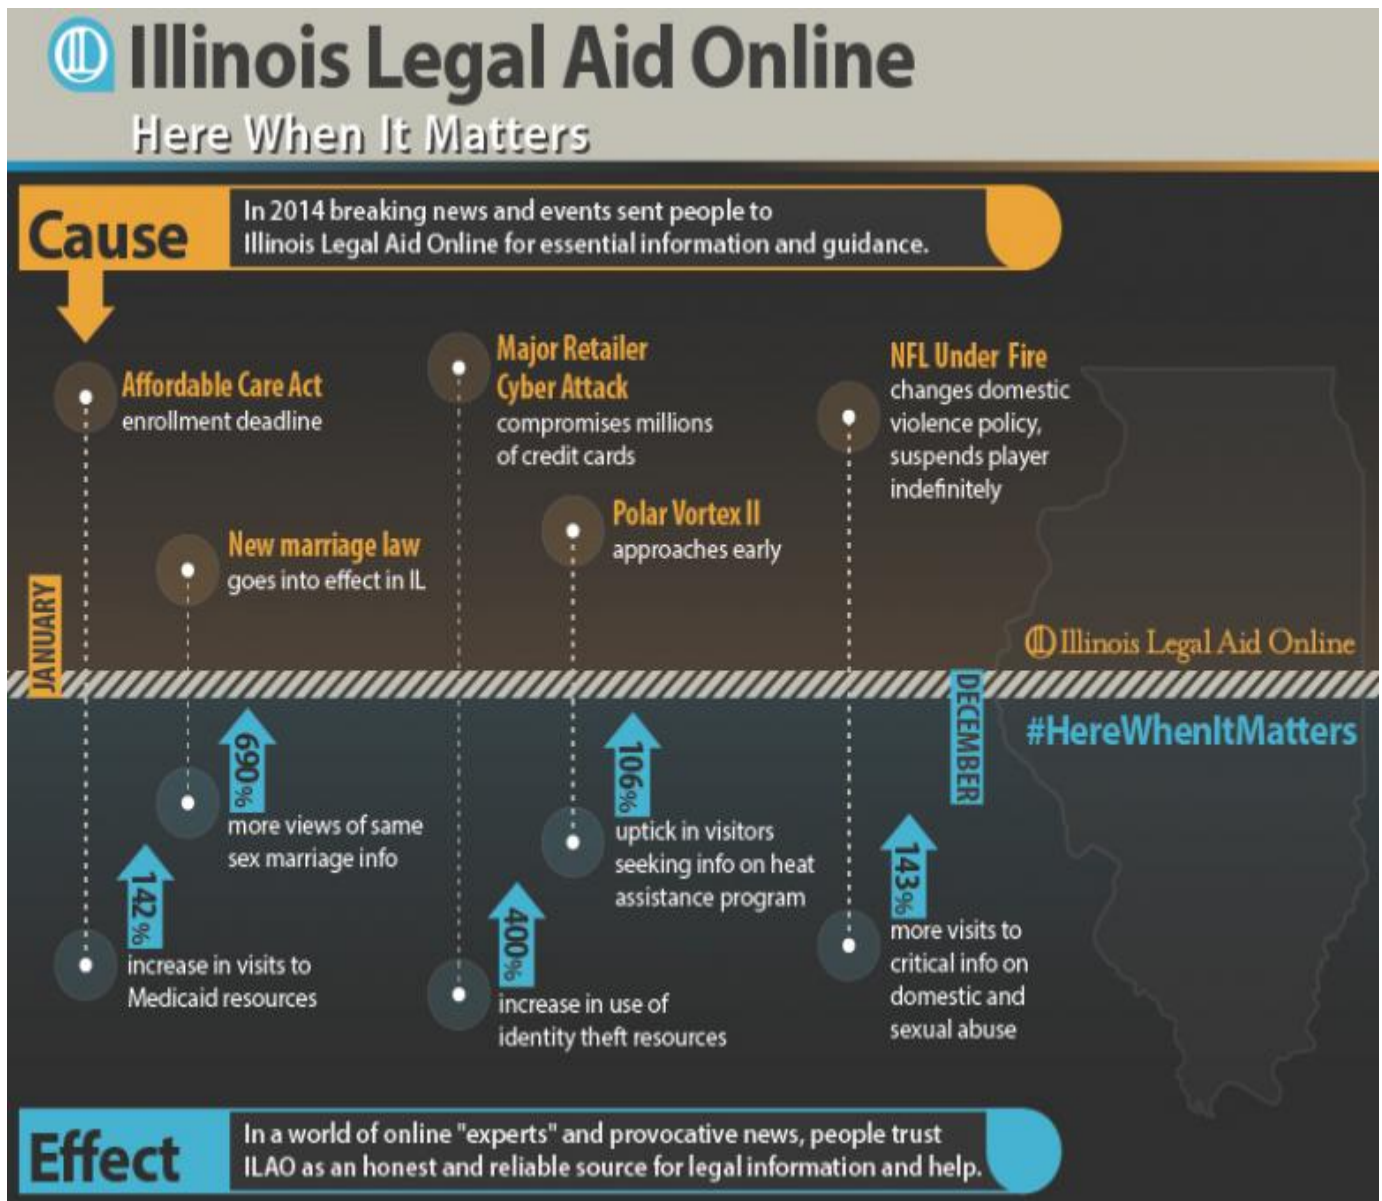 Illinois Legal Aid Online
Here When It Matters
Cause
In 2014 breaking news and events sent people to
Illinois Legal Aid Online for essential information and guidance.
Affordable Care Act
enrollment deadline
New marriage law
goes into effect in IL
Major Retailer
Cyber Attack
compromises millions
of credit cards
Polar Vortex II
approaches early
NFL Under Fire
changes domestic
violence policy,
suspends player
indefinitely
JANUARY
Illinois Legal Aid Online
DECEMBER
#HereWhenItMatters
142%
increase in visits to
Medicaid resources
690%
more views of same
sex marriage info
400%
increase in use of
identity theft resources
106%
uptick in visitors
seeking info on heat
assistance program
143%
more visits to
critical info on
domestic and
sexual abuse
Effect
In a world of online "experts" and provocative news, people trust
ILAO as an honest and reliable source for legal information and help.